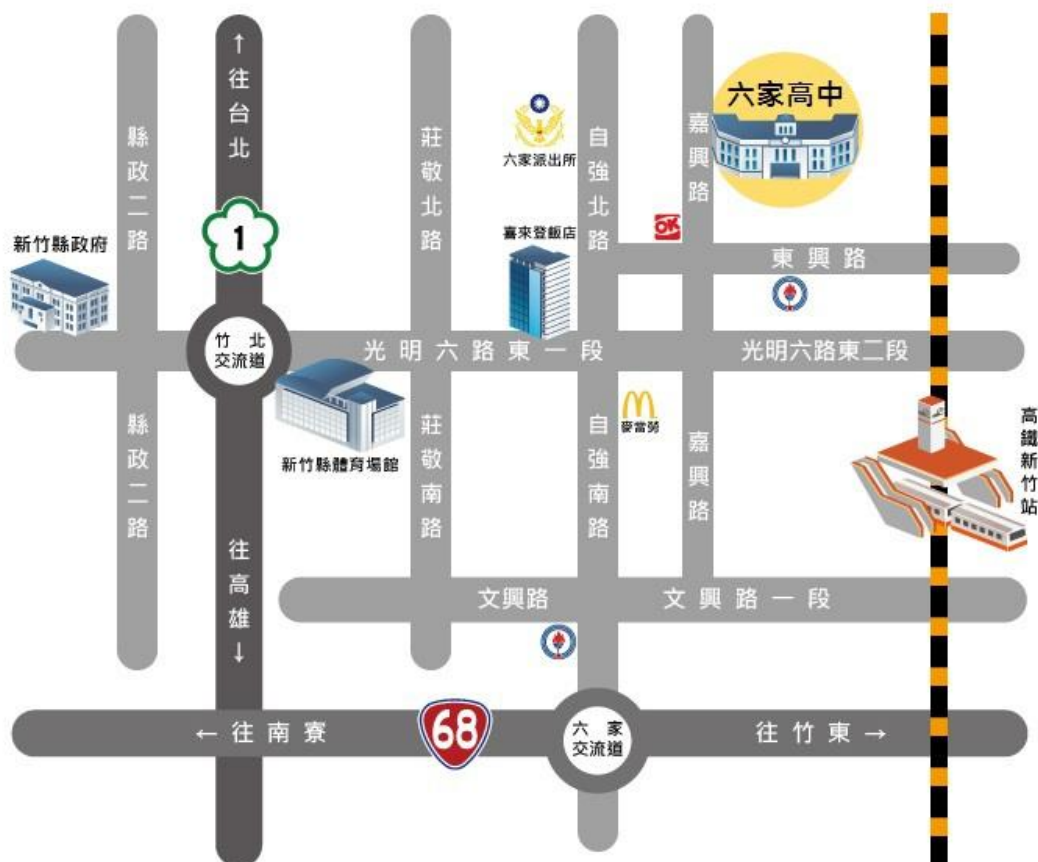 ↑往台北
六家高中
縣政二路
莊敬北路
六家派出所
自強北路
嘉興路
1
OK
新竹縣政府
喜來登飯店
東興路
竹北
交流道
光明六路東一段
光明六路東二段
縣政二路
新竹縣體育場館
莊敬南路
麥當勞
自強南路
嘉興路
高鐵新竹站
往高雄↓
文興路
文興路一段
←往南寮
68
六家
交流道
往竹東→